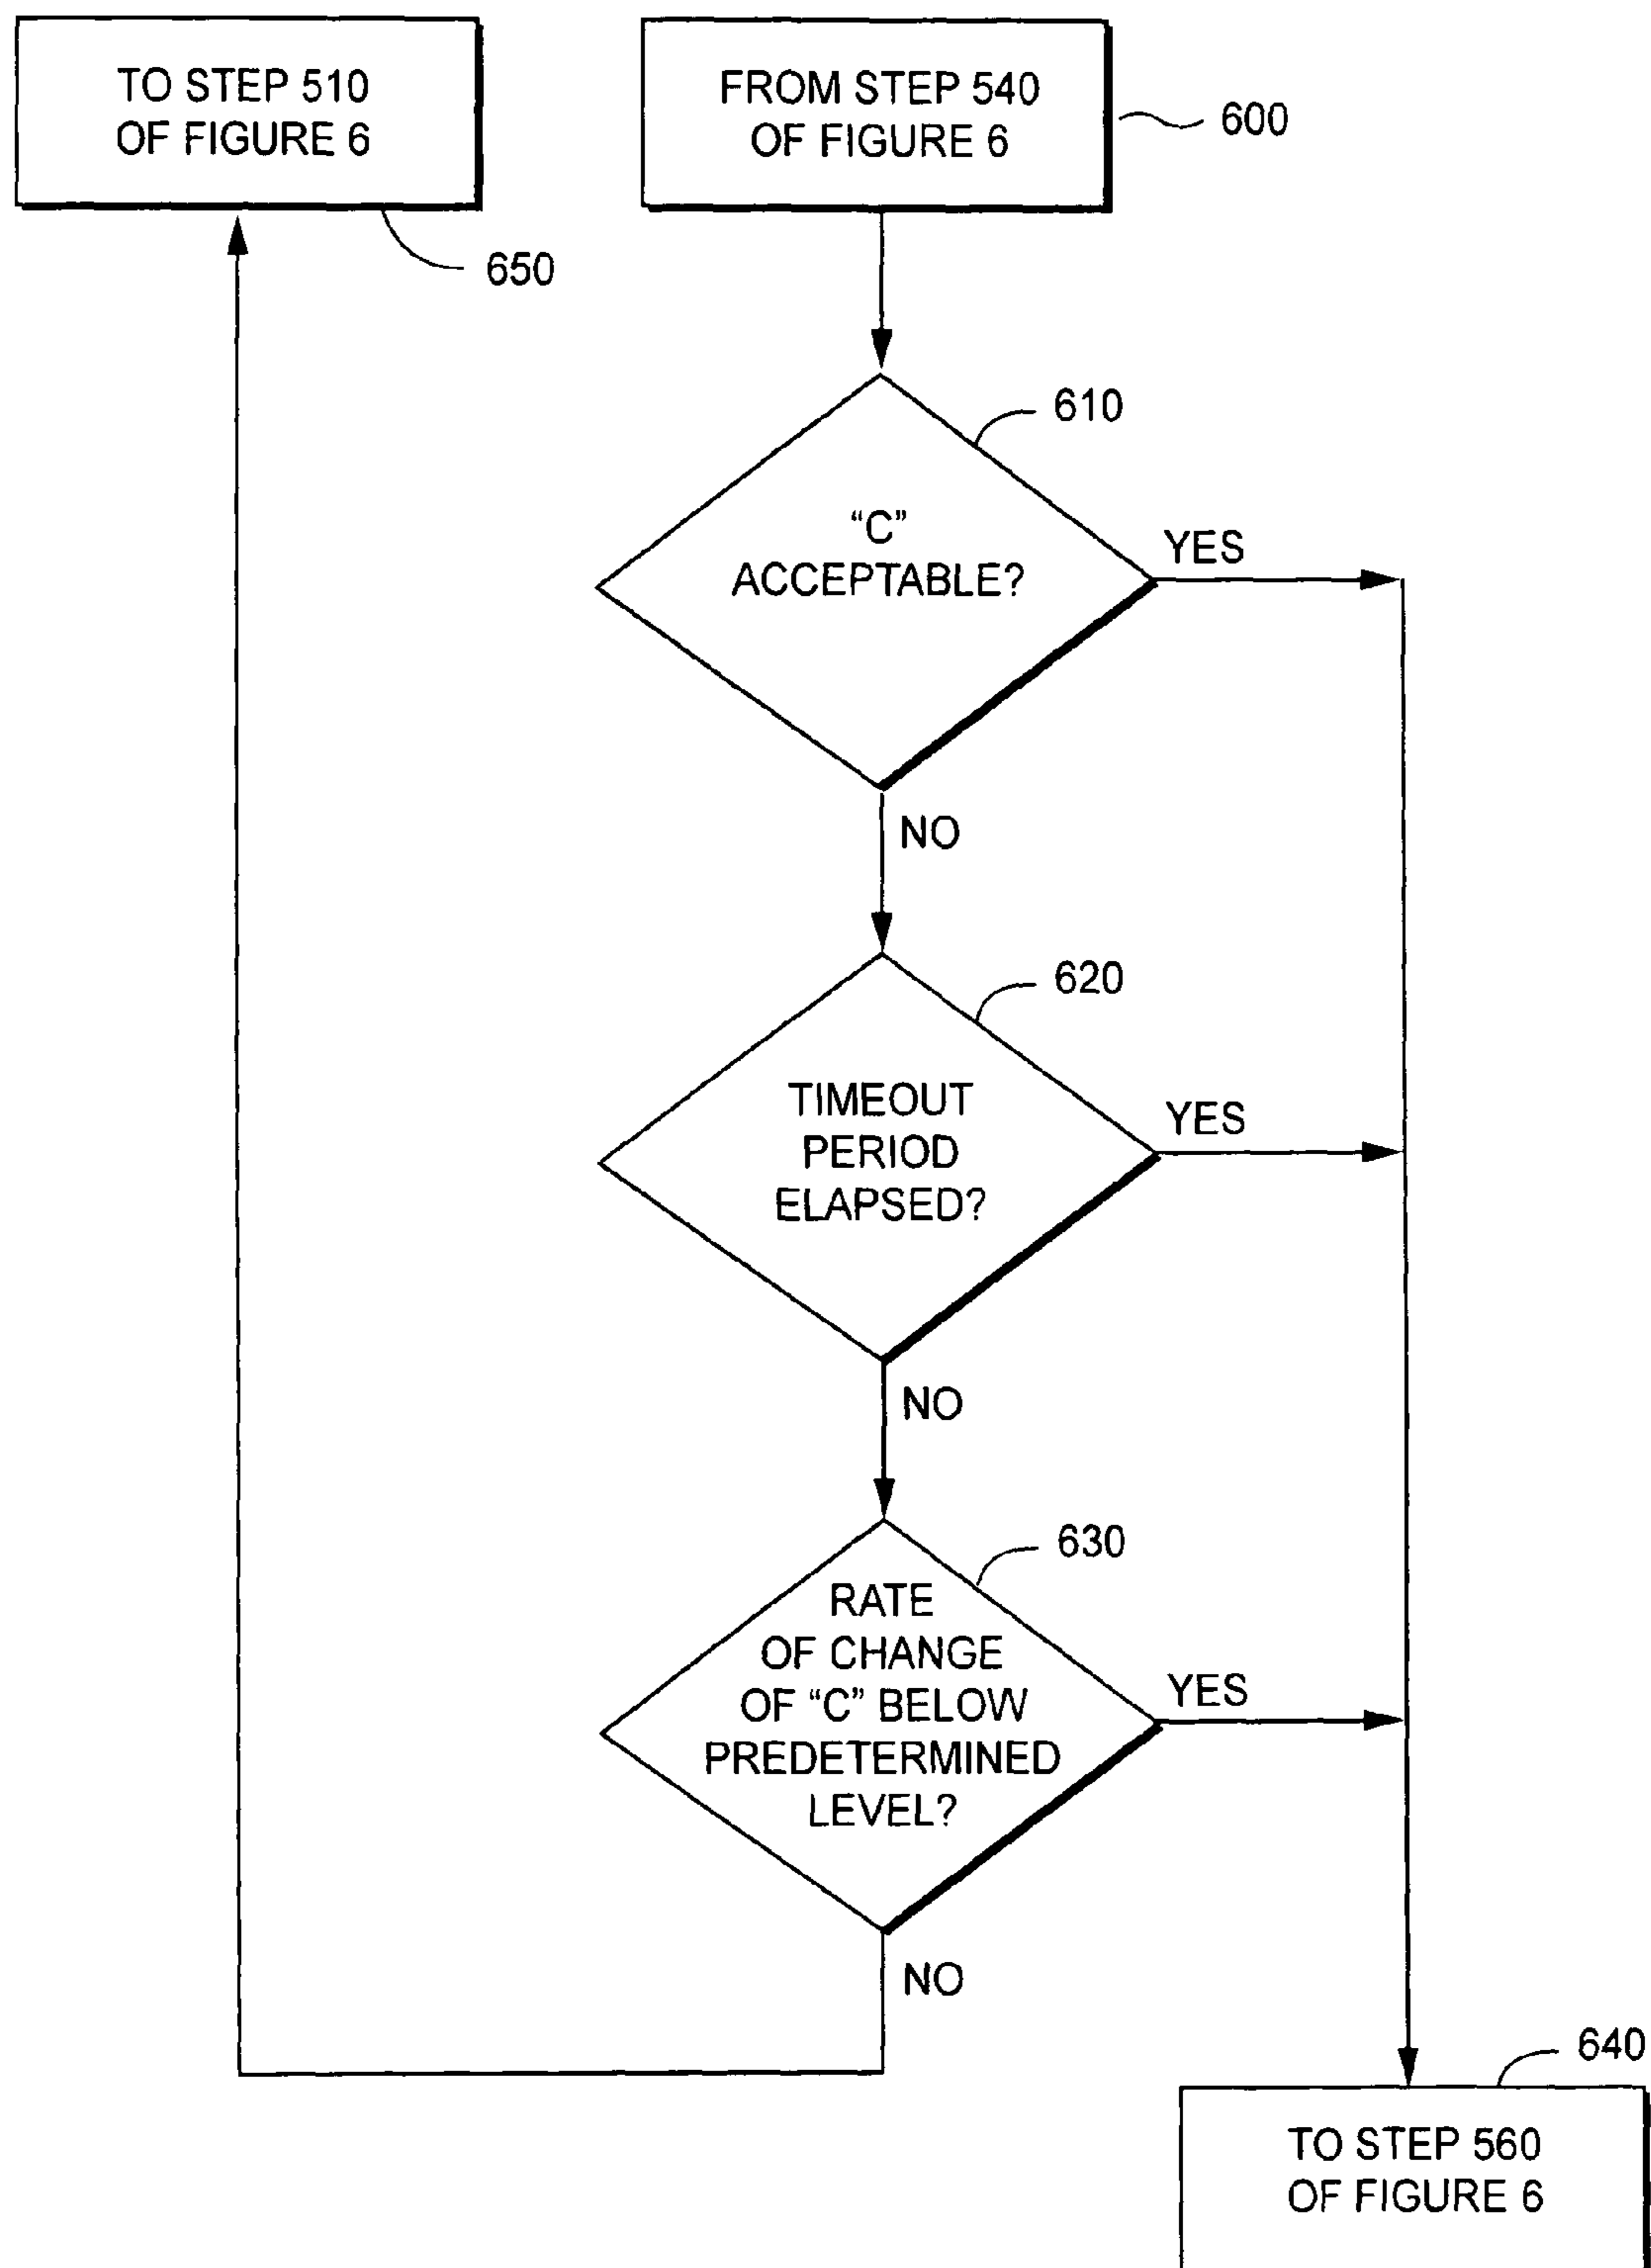 TO STEP 510
OF FIGURE 6
650
FROM STEP 540
OF FIGURE 6
600
610
“C”
ACCEPTABLE?
YES
NO
620
TIMEOUT
PERIOD
ELAPSED?
YES
NO
630
RATE
OF CHANGE
OF “C” BELOW
PREDETERMINED
LEVEL?
YES
NO
640
TO STEP 560
OF FIGURE 6